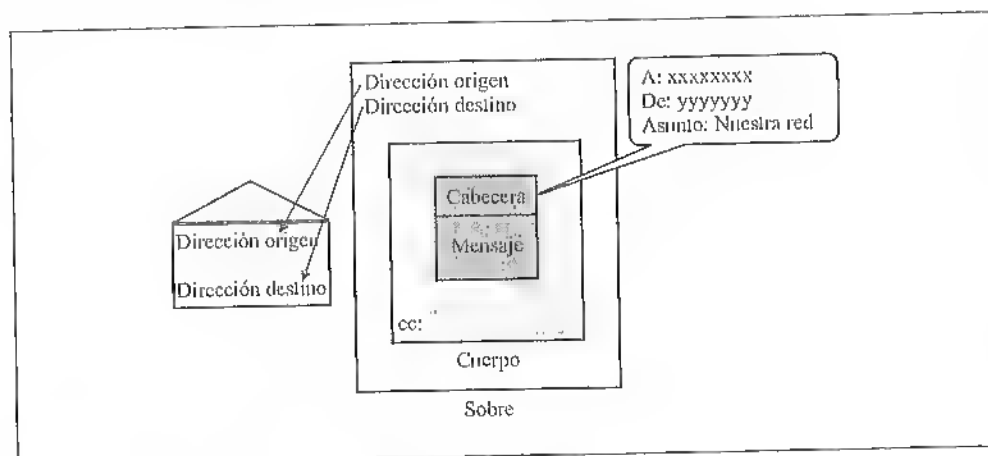 Dirección origen
Dirección destino
A: xxxxxxxx
De: yyyyyyy
Asunto: Nuestra red
Cabecera
Mensaje
Dirección origen
Dirección destino
cc:
Cuerpo
Sobre